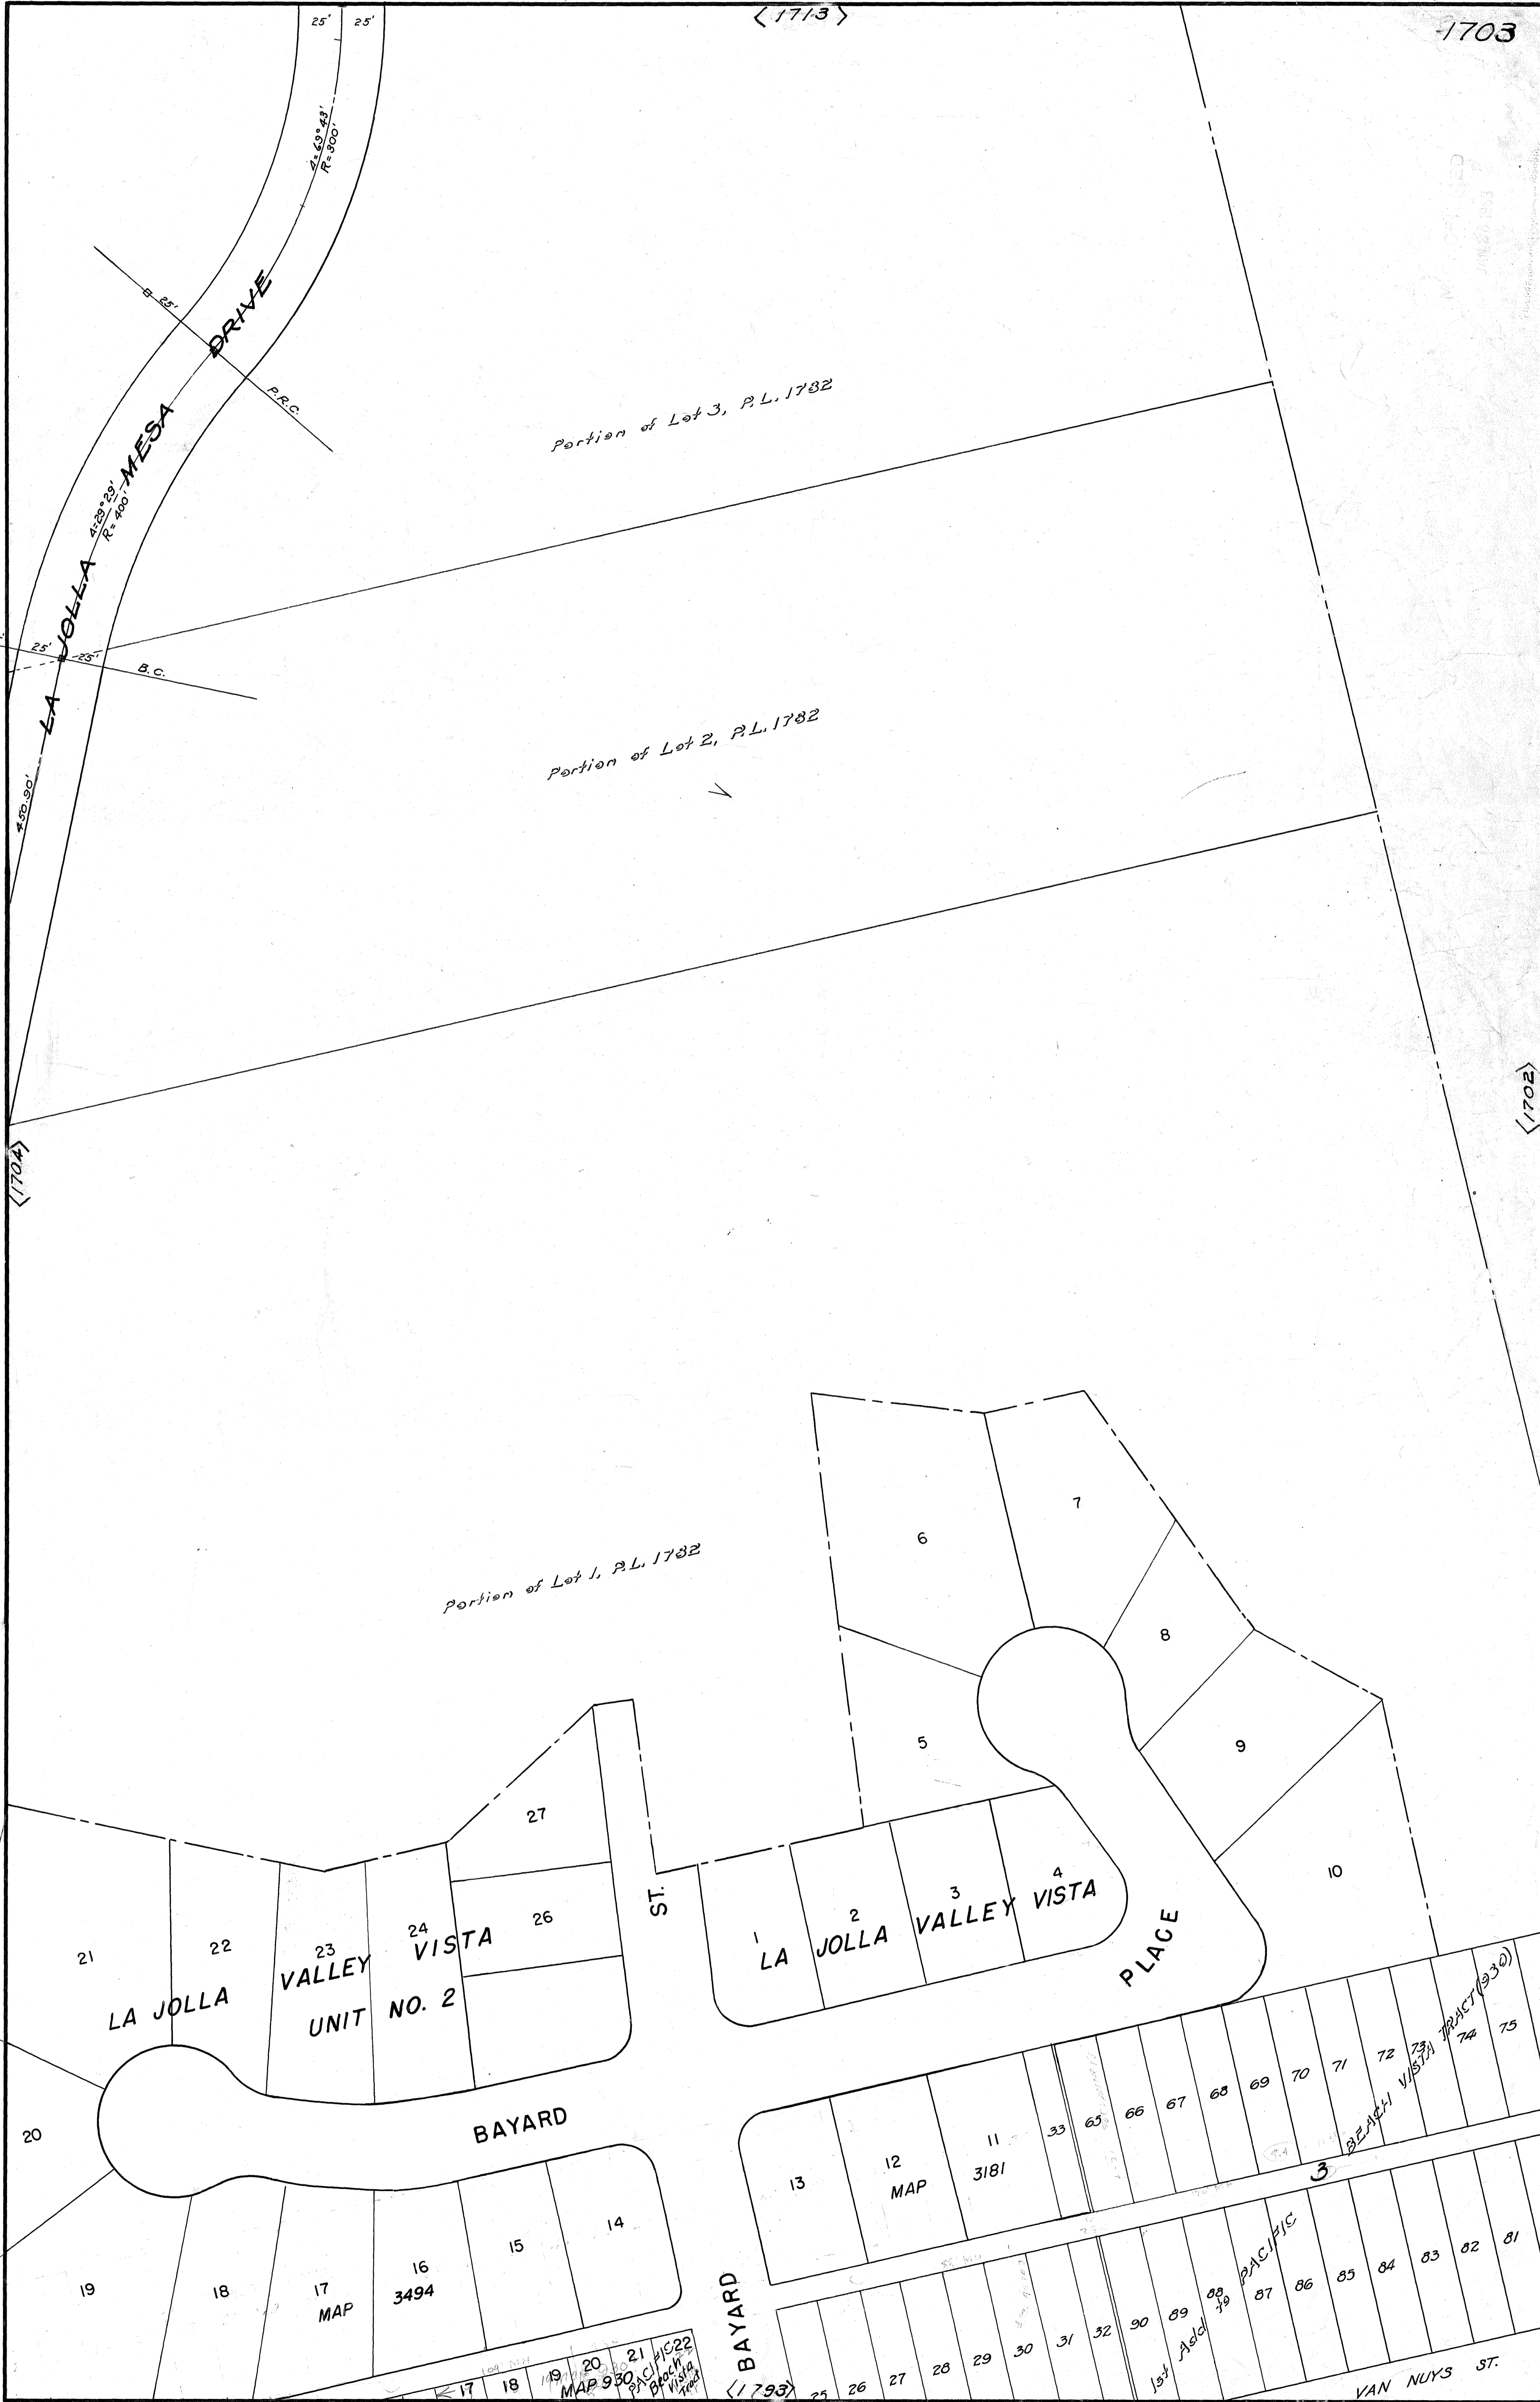 25' 25'
<1713>
1703
Δ=69°43'
R=300'
25'
P.R.C.
LA JOLLA MESA DRIVE
Δ=29°29'
R=400'
25' 25'
B.C.
450.90'
Portion of Lot 3, P.L. 1782
Portion of Lot 2, P.L. 1782
<1704>
<1702>
Portion of Lot 1, P.L. 1782
6
7
8
5
9
10
27
26
ST.
21
22
23
24
LA JOLLA VALLEY VISTA
UNIT NO. 2
1
2
3
4
LA JOLLA VALLEY VISTA
PLACE
20
BAYARD
19
18
17
16
15
14
MAP 3494
13
12
11
MAP 3181
33 65 66 67 68 69 70 71 72 73 74 75
BEACH VISTA TRACT (930)
3
BAYARD
17 18 19 20 21 22
MAP 930
PACIFIC
Beach
Vista
Tract
<1793>
25 26 27 28 29 30 31 32 90 89 88 87 86 85 84 83 82 81
1st Add to PACIFIC
VAN NUYS ST.